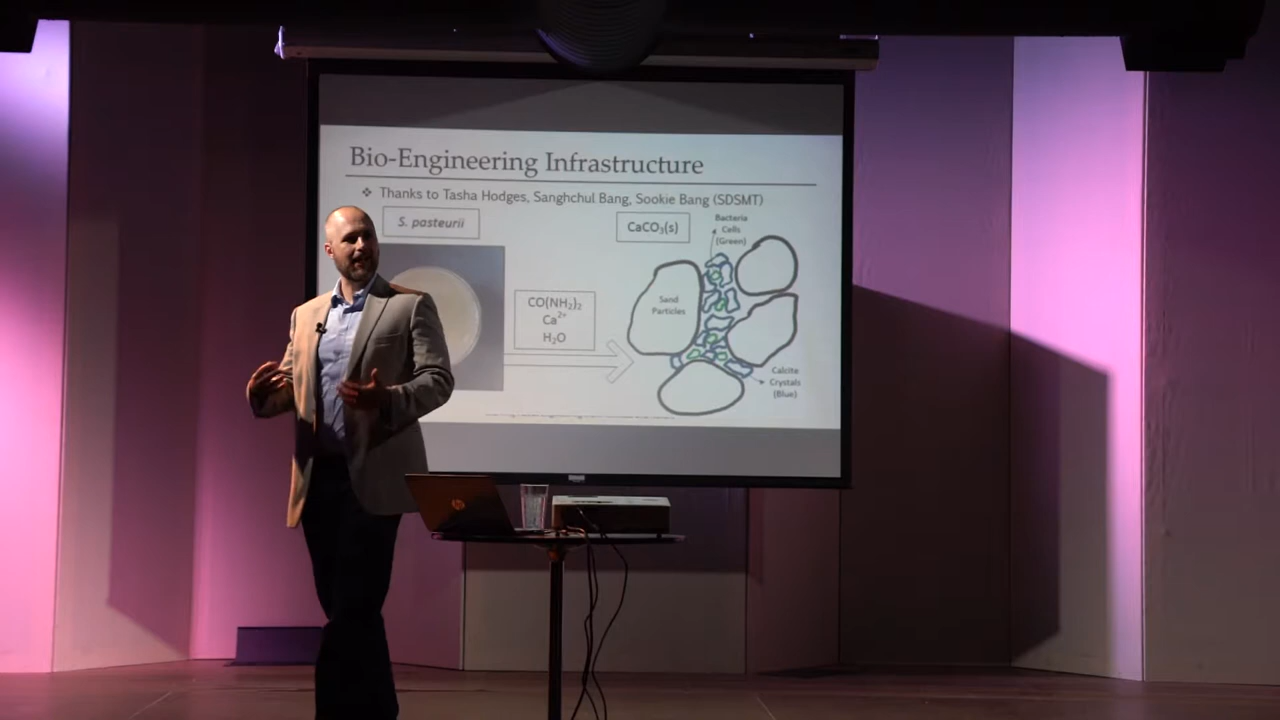 Bio-Engineering Infrastructure
❖ Thanks to Tasha Hodges, Sanghchul Bang, Sookie Bang (SDSMT)
S. pasteurii
CaCO₃(s)
Bacteria
Cells
(Green)
CO(NH₂)₂
Ca²⁺
H₂O
Sand
Particles
Calcite
Crystals
(Blue)
hp